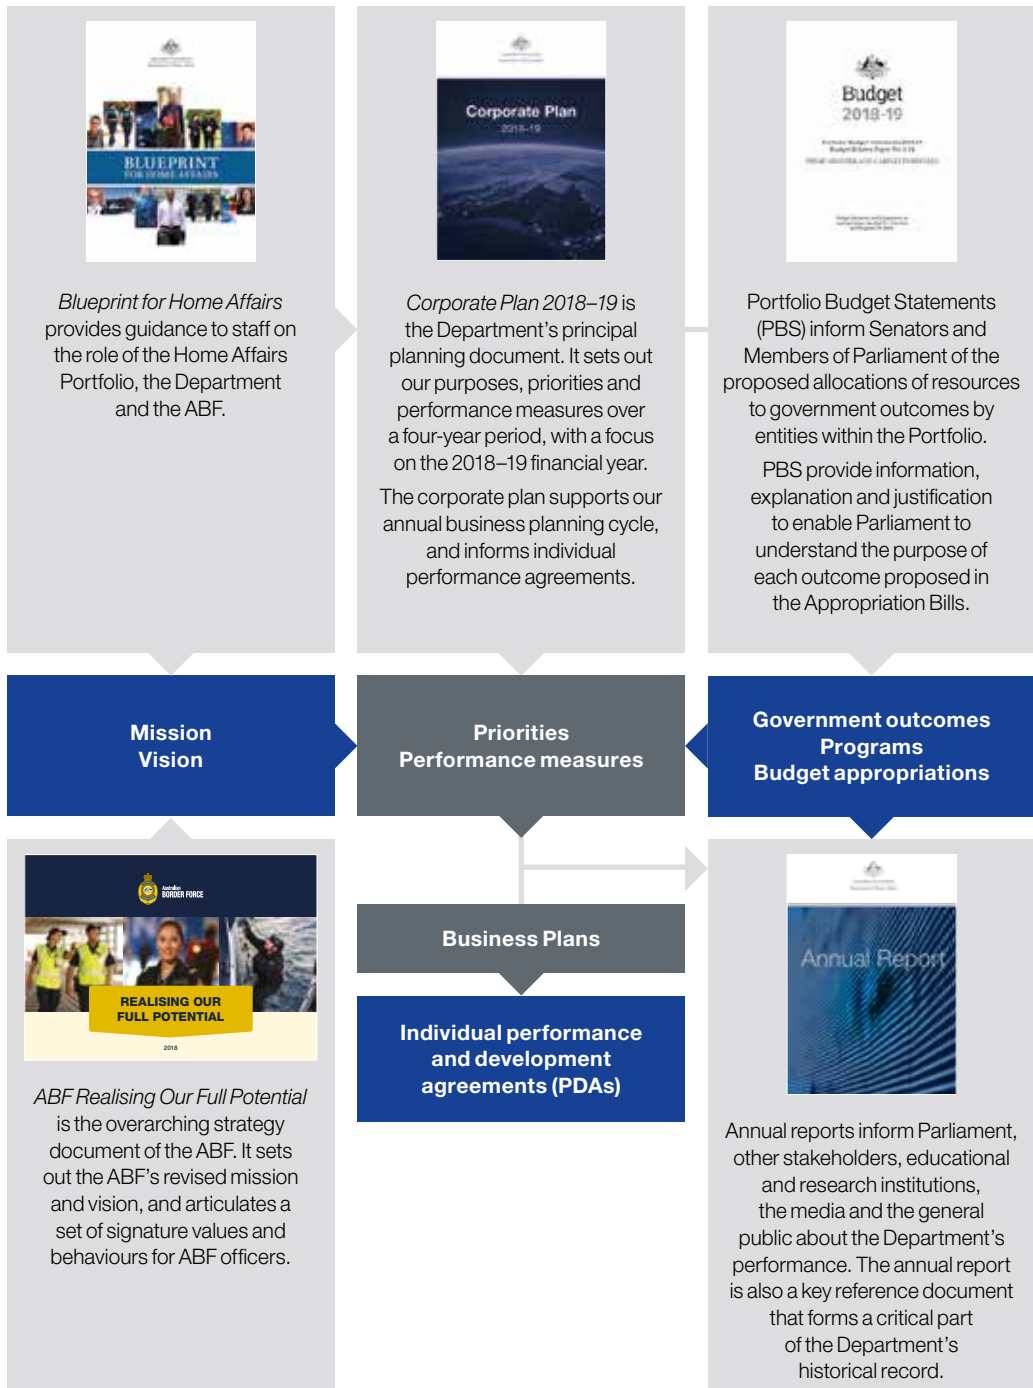 BLUEPRINT
FOR HOME AFFAIRS
Blueprint for Home Affairs
provides guidance to staff on
the role of the Home Affairs
Portfolio, the Department
and the ABF.
Corporate Plan
2018–19
Corporate Plan 2018–19 is
the Department’s principal
planning document. It sets out
our purposes, priorities and
performance measures over
a four-year period, with a focus
on the 2018–19 financial year.
The corporate plan supports our
annual business planning cycle,
and informs individual
performance agreements.
Budget
2018-19
Portfolio Budget Statements
(PBS) inform Senators and
Members of Parliament of the
proposed allocations of resources
to government outcomes by
entities within the Portfolio.
PBS provide information,
explanation and justification
to enable Parliament to
understand the purpose of
each outcome proposed in
the Appropriation Bills.
Mission
Vision
Priorities
Performance measures
Government outcomes
Programs
Budget appropriations
Australian
BORDER FORCE
REALISING OUR
FULL POTENTIAL
2018
ABF Realising Our Full Potential
is the overarching strategy
document of the ABF. It sets
out the ABF’s revised mission
and vision, and articulates a
set of signature values and
behaviours for ABF officers.
Business Plans
Individual performance
and development
agreements (PDAs)
Annual Report
Annual reports inform Parliament,
other stakeholders, educational
and research institutions,
the media and the general
public about the Department’s
performance. The annual report
is also a key reference document
that forms a critical part
of the Department’s
historical record.